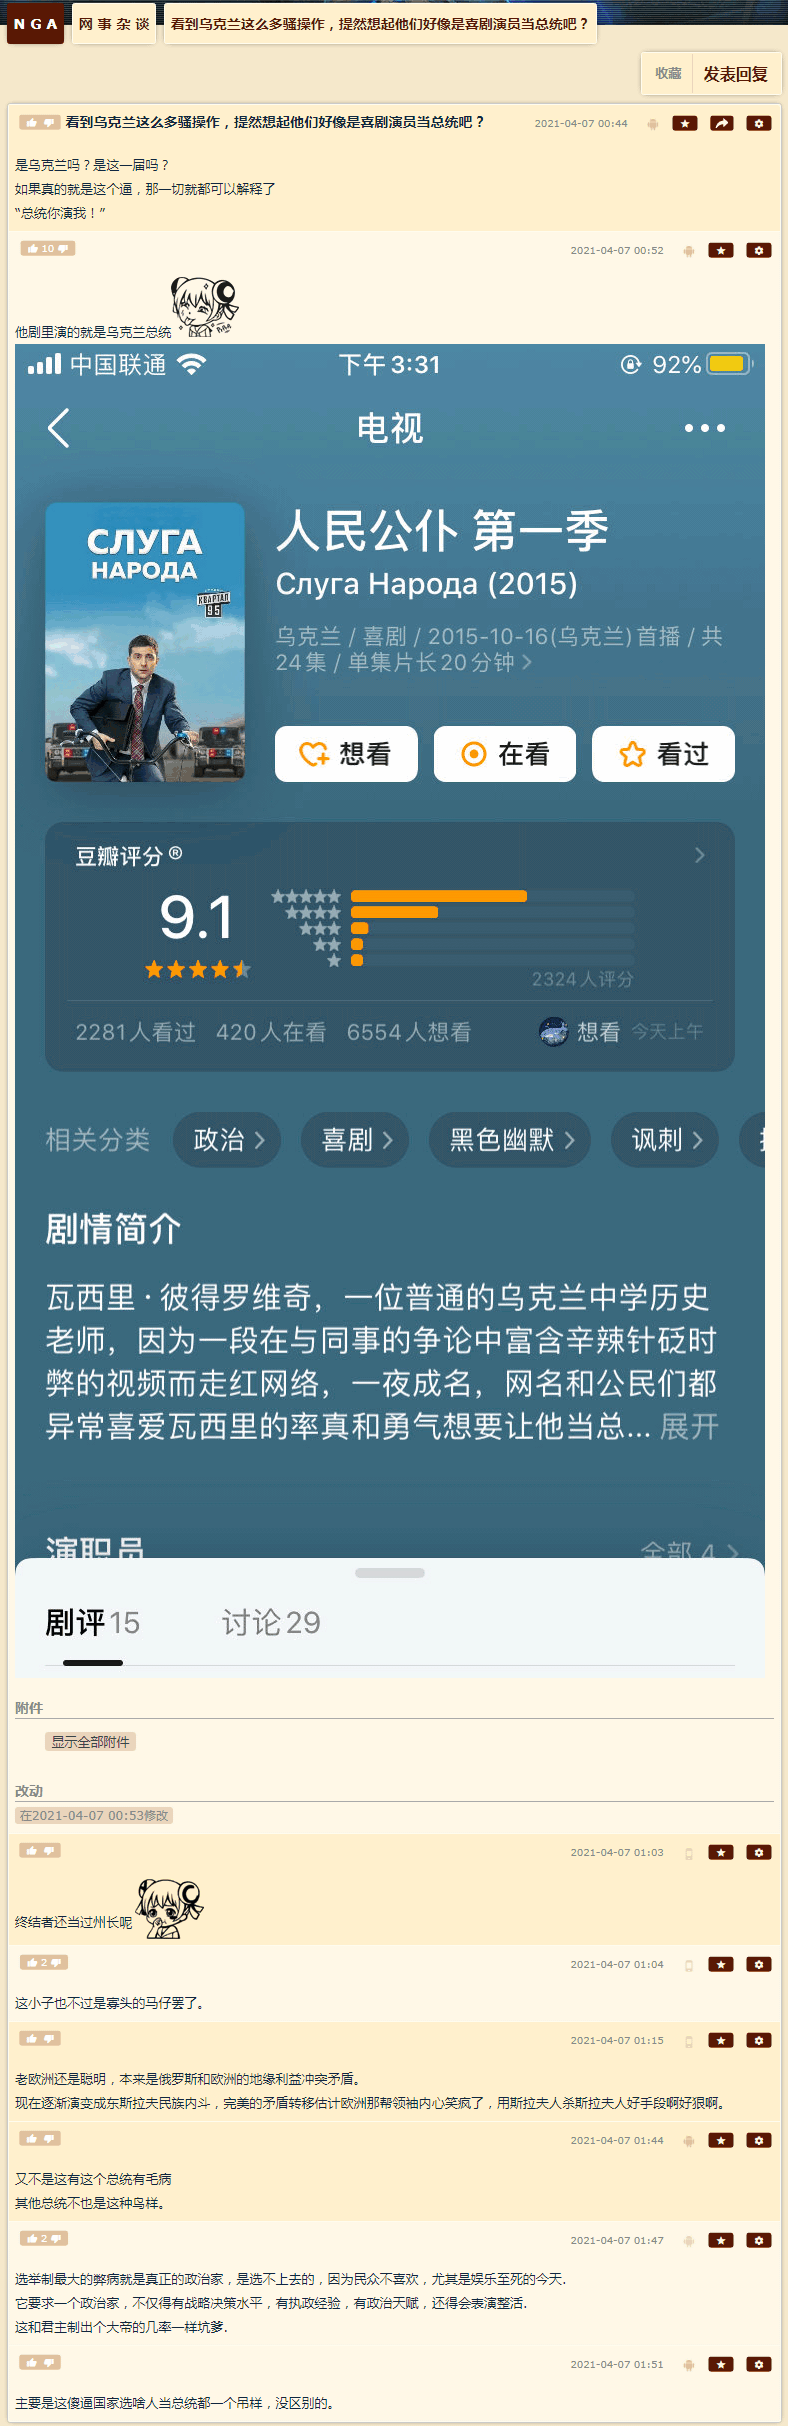 NGA 网事杂谈 看到乌克兰这么多骚操作，提然想起他们好像是喜剧演员当总统吧？
收藏 发表回复
看到乌克兰这么多骚操作，提然想起他们好像是喜剧演员当总统吧？ 2021-04-07 00:44
是乌克兰吗？是这一届吗？
如果真的就是这个逼，那一切就都可以解释了
“总统你演我！”
10 2021-04-07 00:52
他剧里演的就是乌克兰总统
中国联通 下午3:31 92%
电视
СЛУГА
НАРОДА
КВАРТАЛ
95
人民公仆 第一季
Слуга Народа (2015)
乌克兰 / 喜剧 / 2015-10-16(乌克兰)首播 / 共
24集 / 单集片长20分钟
想看 在看 看过
豆瓣评分®
9.1
2324人评分
2281人看过 420人在看 6554人想看 想看 今天上午
相关分类 政治 喜剧 黑色幽默 讽刺
剧情简介
瓦西里·彼得罗维奇，一位普通的乌克兰中学历史
老师，因为一段在与同事的争论中富含辛辣针砭时
弊的视频而走红网络，一夜成名，网名和公民们都
异常喜爱瓦西里的率真和勇气想要让他当总... 展开
演职员 全部 4
剧评15 讨论29
附件
显示全部附件
改动
在2021-04-07 00:53修改
2021-04-07 01:03
终结者还当过州长呢
2 2021-04-07 01:04
这小子也不过是寡头的马仔罢了。
2021-04-07 01:15
老欧洲还是聪明，本来是俄罗斯和欧洲的地缘利益冲突矛盾。
现在逐渐演变成东斯拉夫民族内斗，完美的矛盾转移估计欧洲那帮领袖内心笑疯了，用斯拉夫人杀斯拉夫人好手段啊好狠啊。
2021-04-07 01:44
又不是这有这个总统有毛病
其他总统不也是这种鸟样。
2 2021-04-07 01:47
选举制最大的弊病就是真正的政治家，是选不上去的，因为民众不喜欢，尤其是娱乐至死的今天.
它要求一个政治家，不仅得有战略决策水平，有执政经验，有政治天赋，还得会表演整活.
这和君主制出个大帝的几率一样坑爹.
2021-04-07 01:51
主要是这傻逼国家选啥人当总统都一个吊样，没区别的。